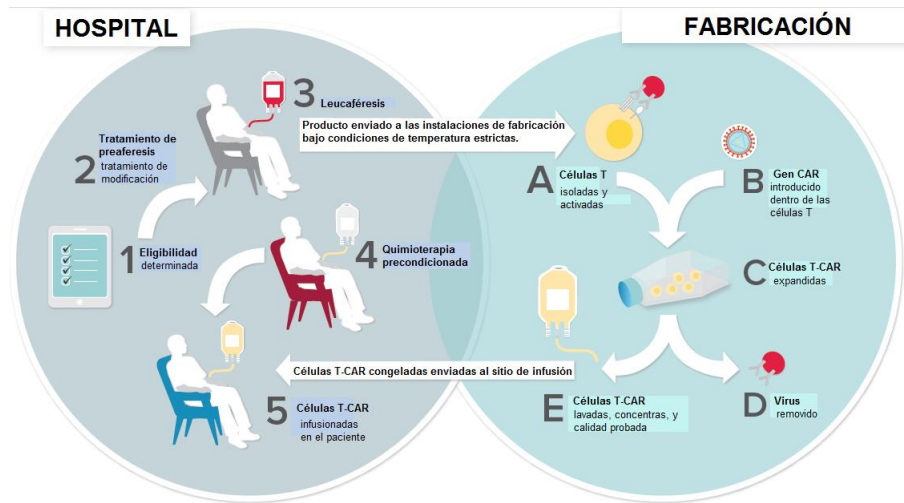 HOSPITAL
FABRICACIÓN
3 Leucaféresis
Producto enviado a las instalaciones de fabricación
bajo condiciones de temperatura estrictas.
Tratamiento de
preaferesis
2 tratamiento de
modificación
1 Eligibilidad
determinada
4 Quimioterapia
precondicionada
Células T-CAR congeladas enviadas al sitio de infusión
5 Células T-CAR
infusionadas
en el paciente
A Células T
isoladas y
activadas
B Gen CAR
introducido
dentro de las
células T
C Células T-CAR
expandidas
D Virus
removido
E Células T-CAR
lavadas, concentras, y
calidad probada